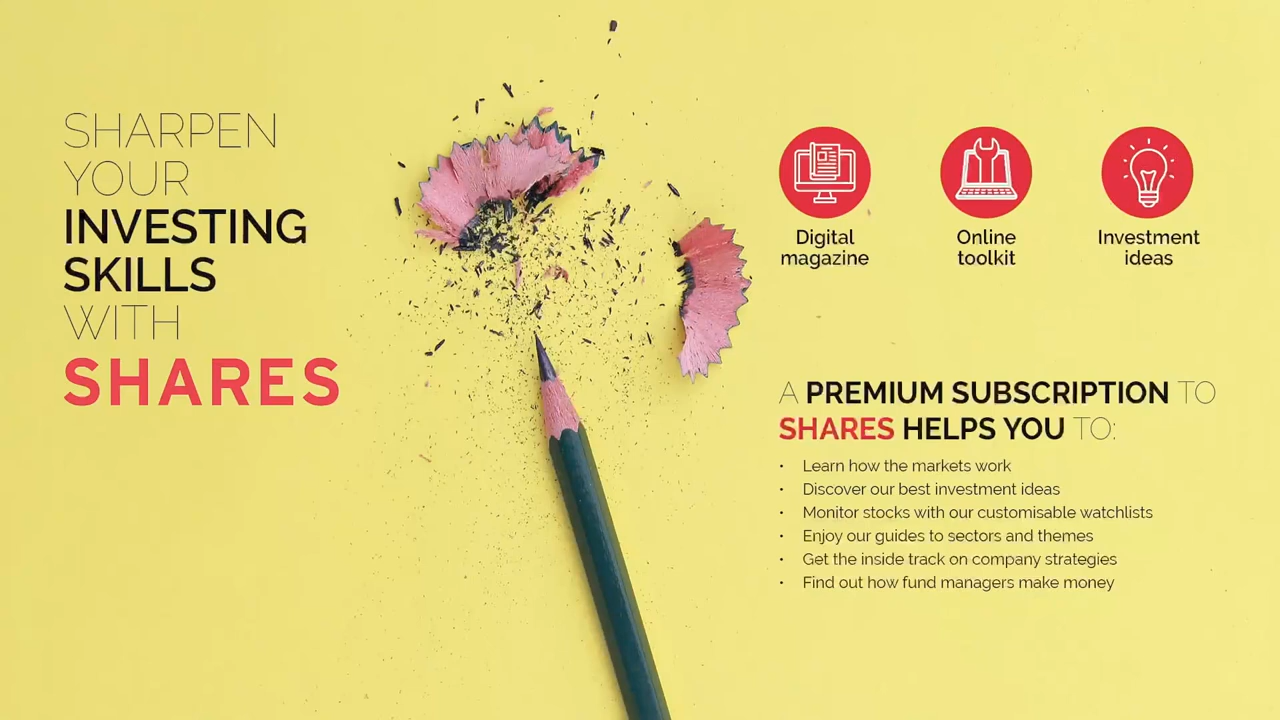 SHARPEN
YOUR
INVESTING
SKILLS
WITH
SHARES
Digital
magazine
Online
toolkit
Investment
ideas
A PREMIUM SUBSCRIPTION TO
SHARES HELPS YOU TO:
• Learn how the markets work
• Discover our best investment ideas
• Monitor stocks with our customisable watchlists
• Enjoy our guides to sectors and themes
• Get the inside track on company strategies
• Find out how fund managers make money